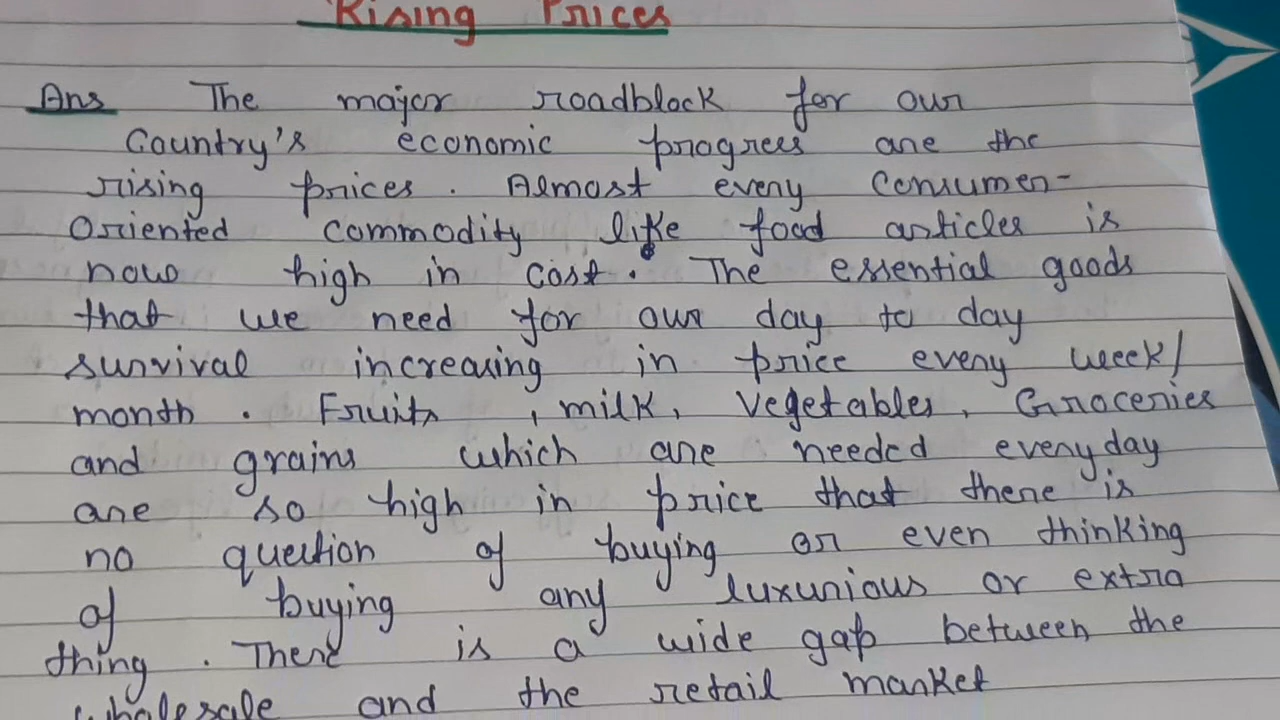 Rising Prices
Ans The major roadblock for our
Country's economic progress are the
rising prices. Almost every Consumer-
Oriented commodity like food articles is
now high in cost. The essential goods
that we need for our day to day
survival increasing in price every week/
month. Fruits, milk, Vegetables, Groceries
and grains which are needed everyday
are so high in price that there is
no question of buying or even thinking
of buying any luxurious or extra
thing. There is a wide gap between the
wholesale and the retail market